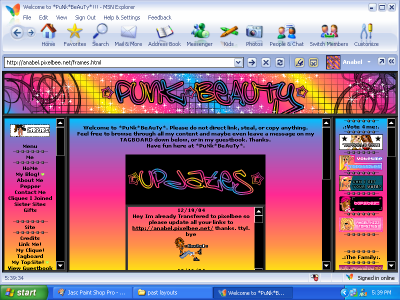 Welcome to *PuNk*BeAuTy*!!! - MSN Explorer
File Edit View Sign Out Help & Settings Feedback
Home Favorites Search Mail & More Address Book Messenger Kids Photos People & Chat Switch Members Customize
http://anabel.pixelbee.net/frames.html
Anabel
PUNK BEAUTY
Menu
Me
Home
My Blog!
About Me
Pepper
Contact Me
Cliques I Joined
Sister Sites
Gifts
Site
Credits
Link Me!
My Clique!
Tagboard
My TopSite!
View Guestbook
Welcome to *PuNk*BeAuTy*. Please do not direct link, steal, or copy anything.
Feel free to browse through all my content and maybe even leave a message on my
TAGBOARD down below, or in my guestbook. Thanks.
Have fun here at *PuNk*BeAuTy*.
UPDATES
12/19/04
Hey Im already Transfered to pixelbee so
please update all your links to
http://anabel.pixelbee.net/ thanks. ttyl.
bye
12/18/04
.:Vote 4 me:.
.:The Family:.
5:39:34
Signed in online
start
Jasc Paint Shop Pro - ...
past layouts
Welcome to *PuNk*B...
5:39 PM